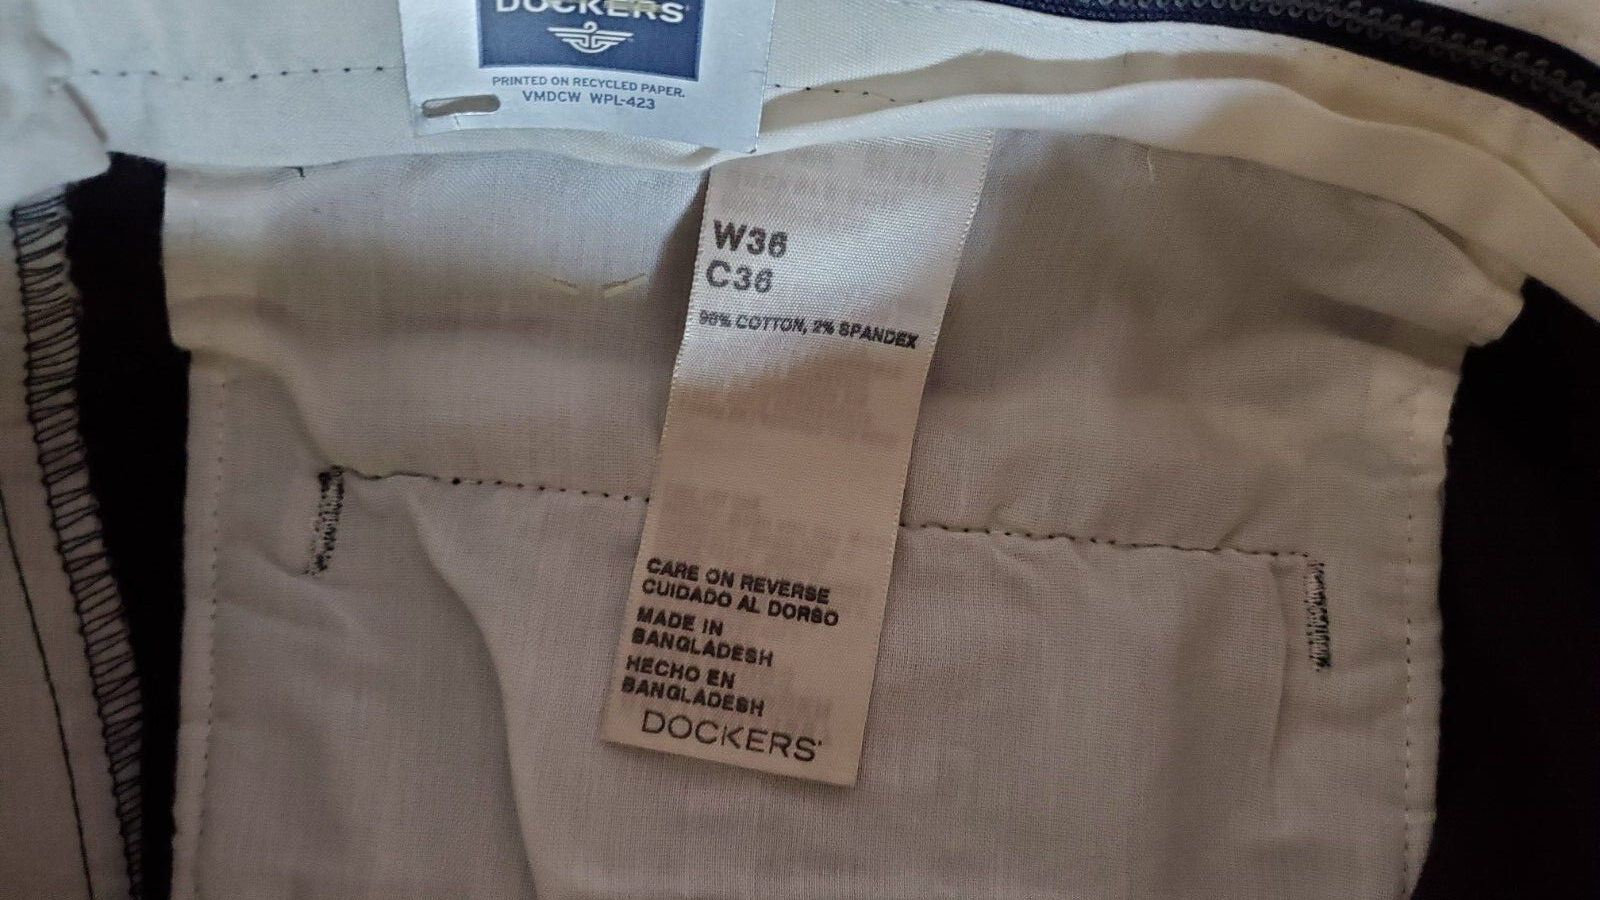 DOCKERS
PRINTED ON RECYCLED PAPER.
VMDCW WPL-423
W36
C36
98% COTTON, 2% SPANDEX
CARE ON REVERSE
CUIDADO AL DORSO
MADE IN
BANGLADESH
HECHO EN
BANGLADESH
DOCKERS